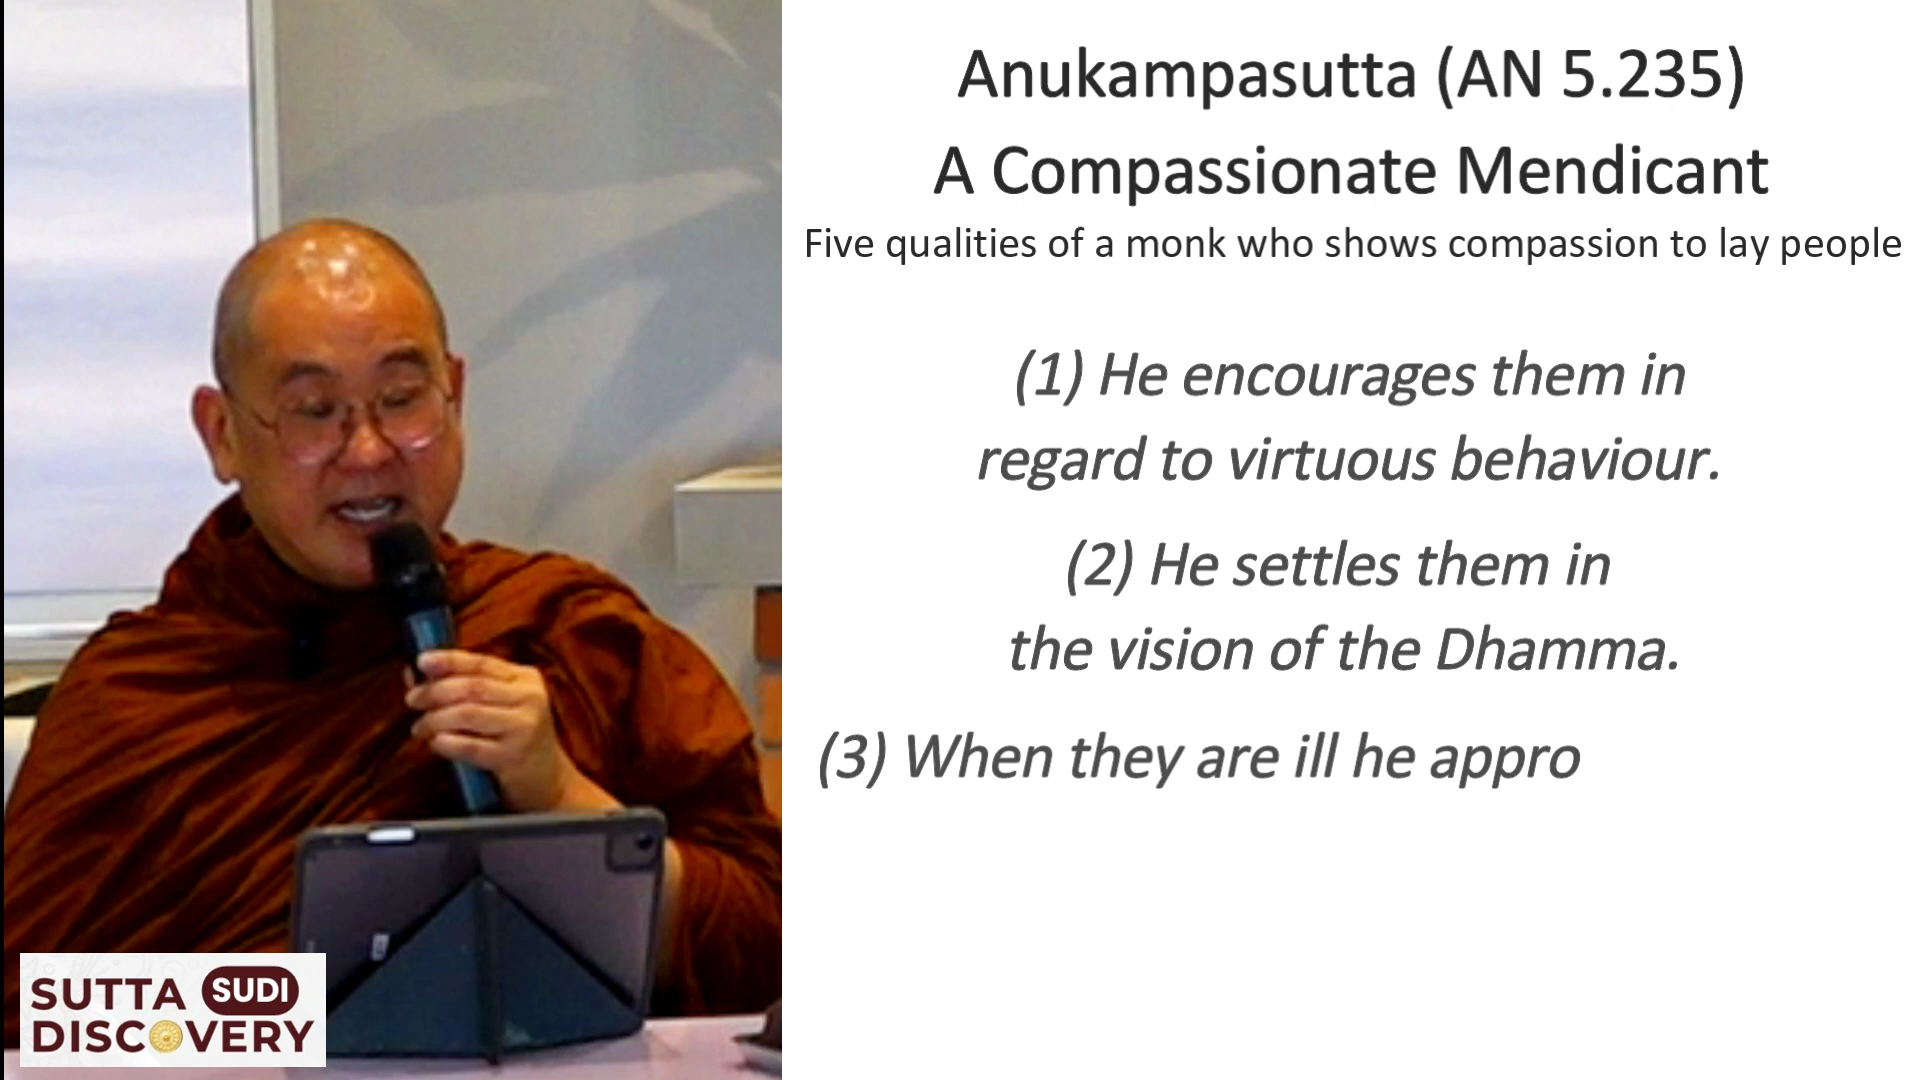 Anukampasutta (AN 5.235)
A Compassionate Mendicant
Five qualities of a monk who shows compassion to lay people
(1) He encourages them in
regard to virtuous behaviour.
(2) He settles them in
the vision of the Dhamma.
(3) When they are ill he appro
SUTTA SUDI
DISCOVERY